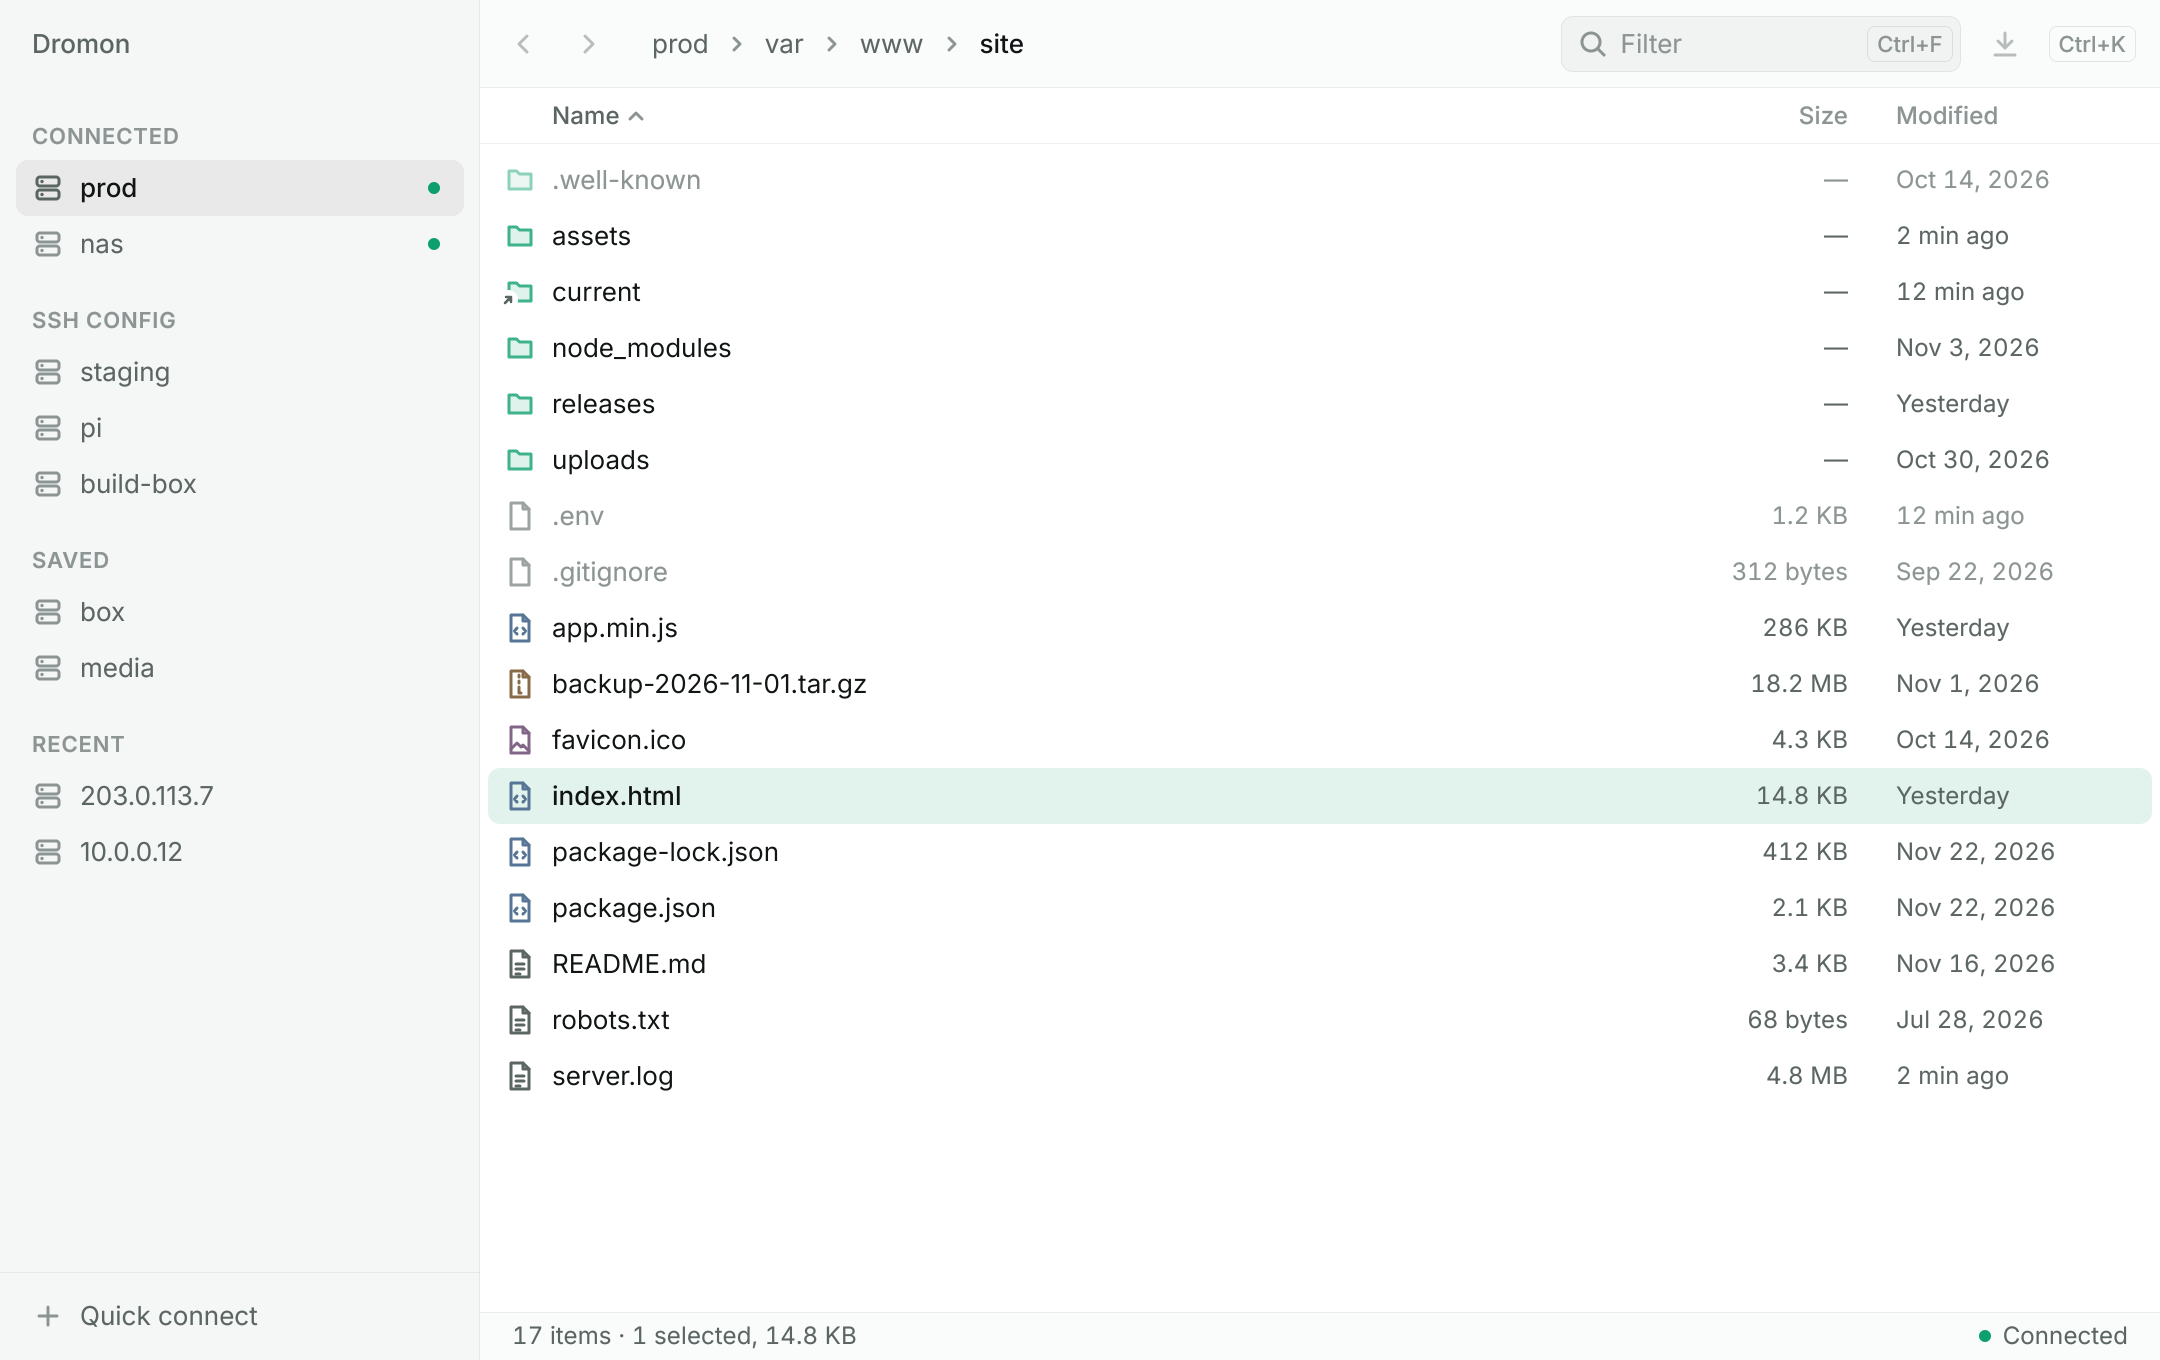 Dromon
CONNECTED
prod
nas
SSH CONFIG
staging
pi
build-box
SAVED
box
media
RECENT
203.0.113.7
10.0.0.12
Quick connect
prod var www site
Filter Ctrl+F Ctrl+K
Name Size Modified
.well-known — Oct 14, 2026
assets — 2 min ago
current — 12 min ago
node_modules — Nov 3, 2026
releases — Yesterday
uploads — Oct 30, 2026
.env 1.2 KB 12 min ago
.gitignore 312 bytes Sep 22, 2026
app.min.js 286 KB Yesterday
backup-2026-11-01.tar.gz 18.2 MB Nov 1, 2026
favicon.ico 4.3 KB Oct 14, 2026
index.html 14.8 KB Yesterday
package-lock.json 412 KB Nov 22, 2026
package.json 2.1 KB Nov 22, 2026
README.md 3.4 KB Nov 16, 2026
robots.txt 68 bytes Jul 28, 2026
server.log 4.8 MB 2 min ago
17 items · 1 selected, 14.8 KB Connected